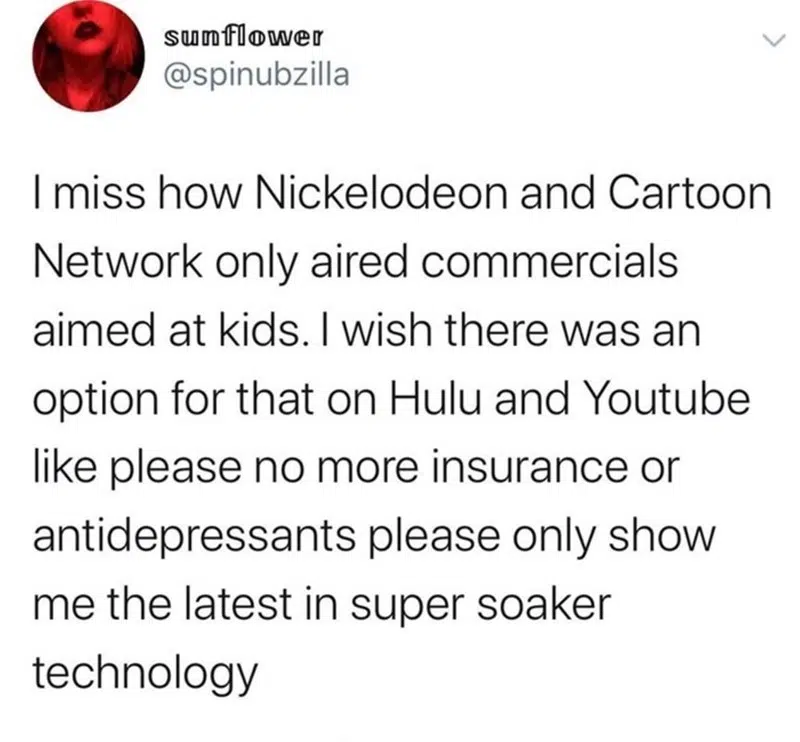 sunflower
@spinubzilla
I miss how Nickelodeon and Cartoon
Network only aired commercials
aimed at kids. I wish there was an
option for that on Hulu and Youtube
like please no more insurance or
antidepressants please only show
me the latest in super soaker
technology